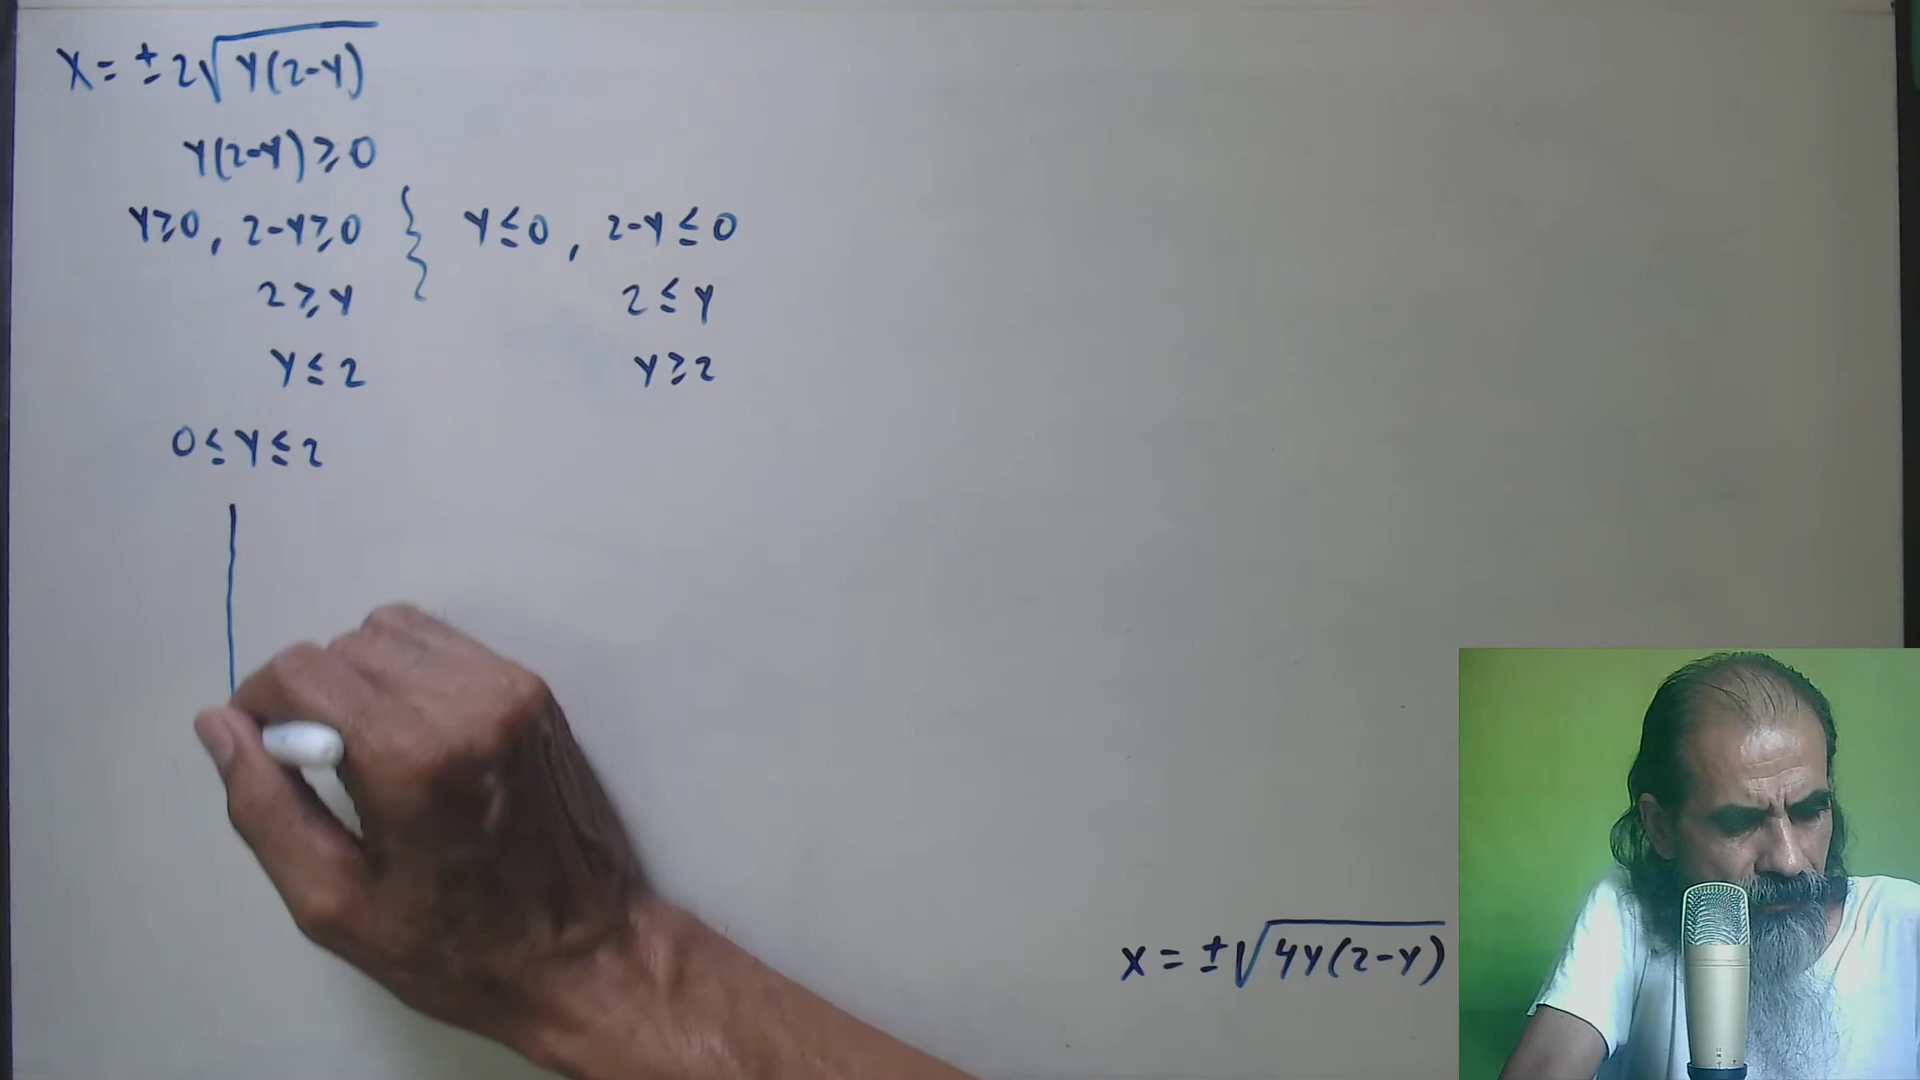 X = ± 2√Y(2-Y)
Y(2-Y) ≥ 0
Y ≥ 0, 2-Y ≥ 0 } Y ≤ 0, 2-Y ≤ 0
2 ≥ Y 2 ≤ Y
Y ≤ 2 Y ≥ 2
0 ≤ Y ≤ 2
X = ± √4Y(2-Y)